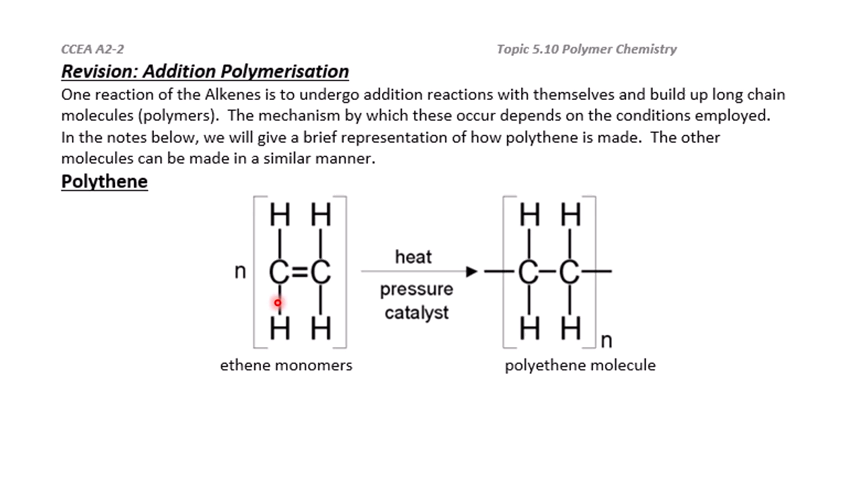 CCEA A2-2 Topic 5.10 Polymer Chemistry
Revision: Addition Polymerisation
One reaction of the Alkenes is to undergo addition reactions with themselves and build up long chain
molecules (polymers).  The mechanism by which these occur depends on the conditions employed.
In the notes below, we will give a brief representation of how polythene is made.  The other
molecules can be made in a similar manner.
Polythene
H H H H
heat
n C=C -C-C-
pressure
catalyst
H H H H n
ethene monomers polyethene molecule